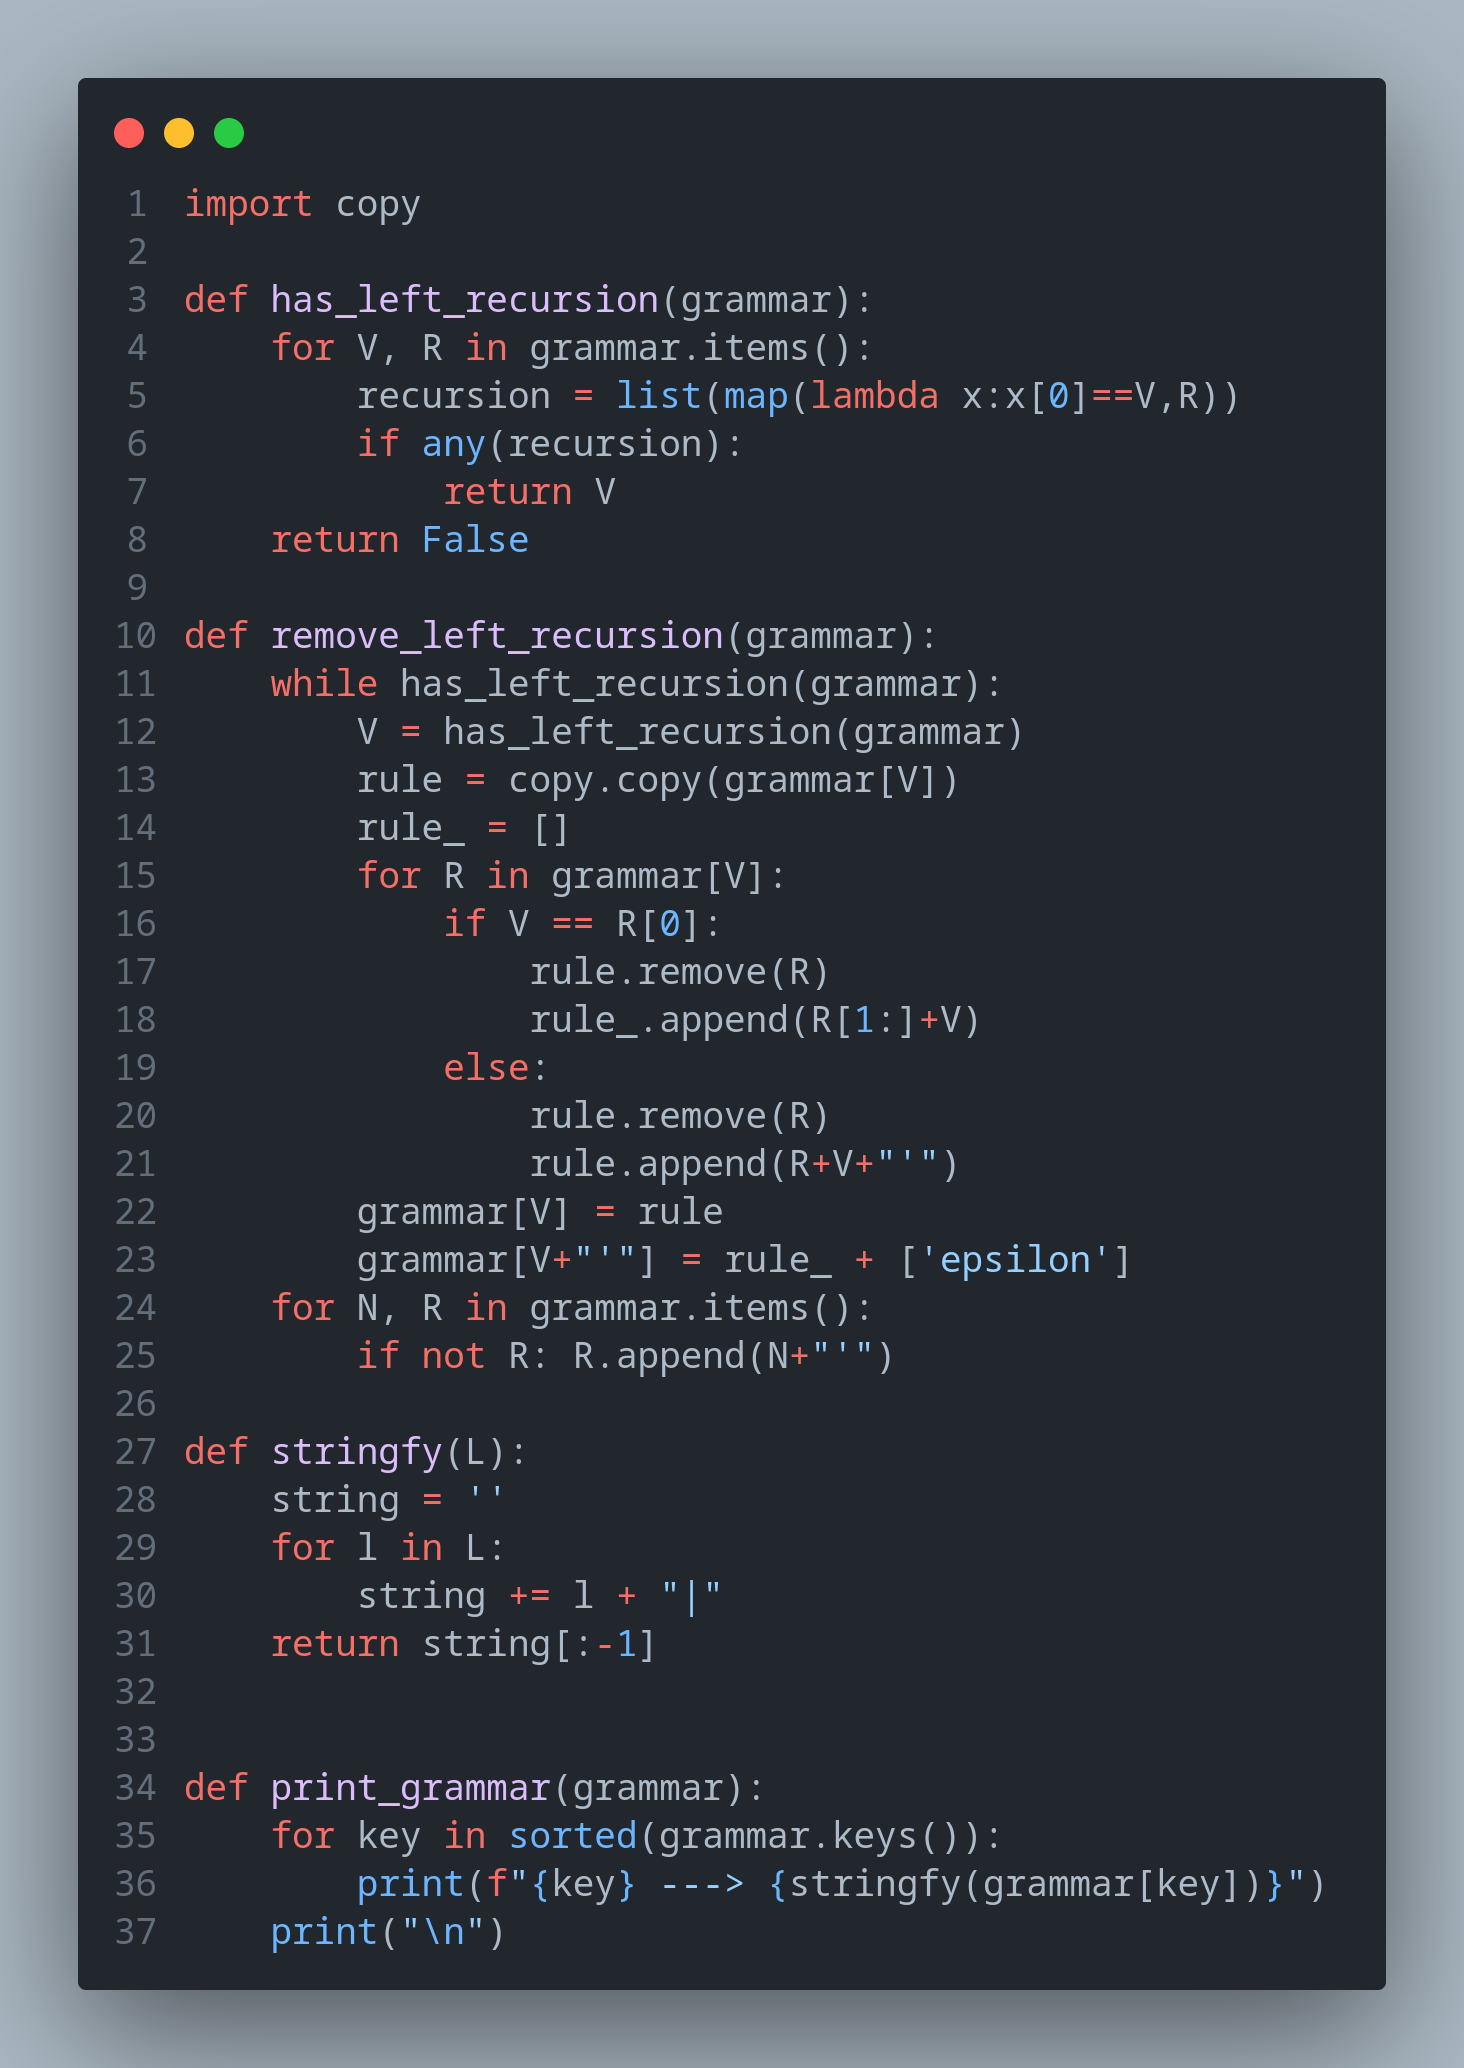 1 import copy
2
3 def has_left_recursion(grammar):
4     for V, R in grammar.items():
5         recursion = list(map(lambda x:x[0]==V,R))
6         if any(recursion):
7             return V
8     return False
9
10 def remove_left_recursion(grammar):
11     while has_left_recursion(grammar):
12         V = has_left_recursion(grammar)
13         rule = copy.copy(grammar[V])
14         rule_ = []
15         for R in grammar[V]:
16             if V == R[0]:
17                 rule.remove(R)
18                 rule_.append(R[1:]+V)
19             else:
20                 rule.remove(R)
21                 rule.append(R+V+"'")
22         grammar[V] = rule
23         grammar[V+"'"] = rule_ + ['epsilon']
24     for N, R in grammar.items():
25         if not R: R.append(N+"'")
26
27 def stringfy(L):
28     string = ''
29     for l in L:
30         string += l + "|"
31     return string[:-1]
32
33
34 def print_grammar(grammar):
35     for key in sorted(grammar.keys()):
36         print(f"{key} ---> {stringfy(grammar[key])}")
37     print("\n")